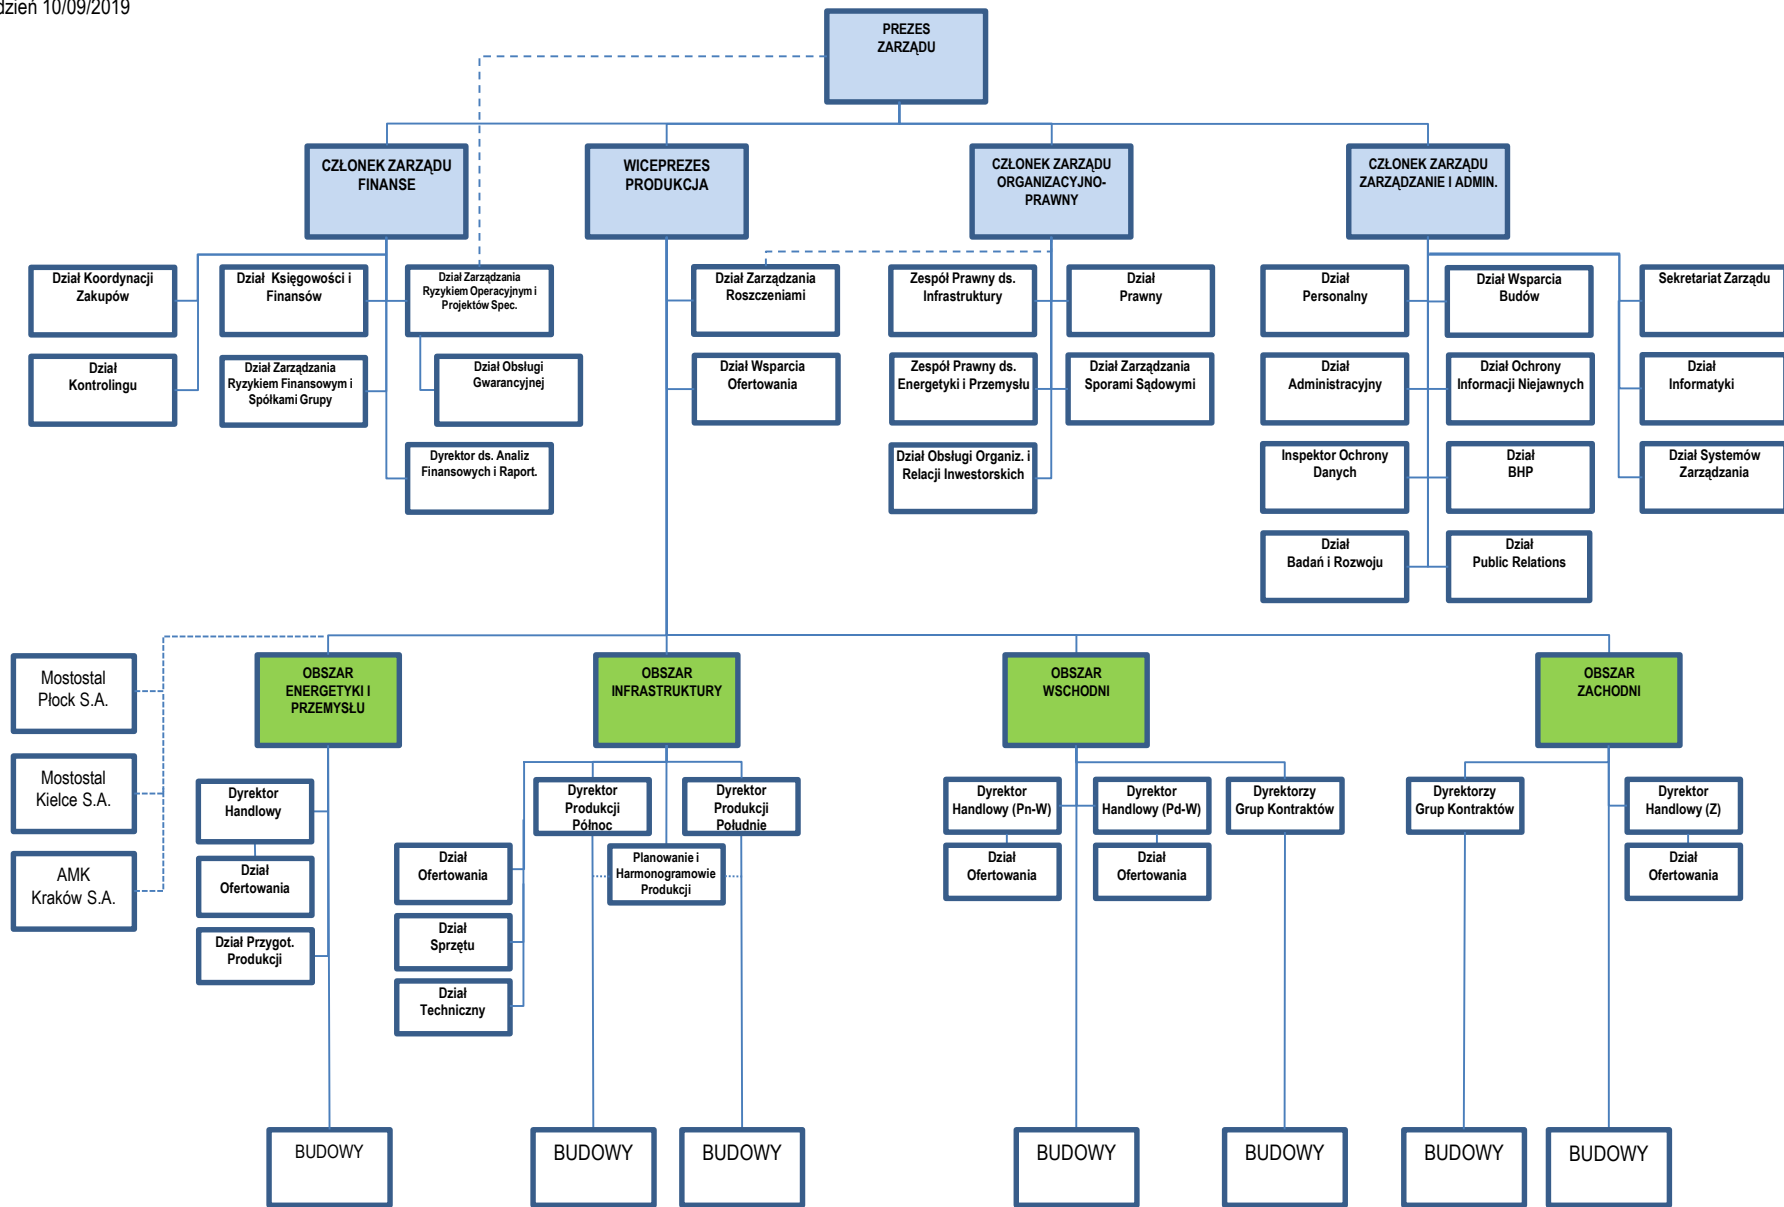 dzień 10/09/2019
PREZES
ZARZĄDU
CZŁONEK ZARZĄDU
FINANSE
WICEPREZES
PRODUKCJA
CZŁONEK ZARZĄDU
ORGANIZACYJNO-
PRAWNY
CZŁONEK ZARZĄDU
ZARZĄDZANIE I ADMIN.
Dział Koordynacji
Zakupów
Dział Księgowości i
Finansów
Dział Zarządzania
Ryzykiem Operacyjnym i
Projektów Spec.
Dział Zarządzania
Roszczeniami
Zespół Prawny ds.
Infrastruktury
Dział
Prawny
Dział
Personalny
Dział Wsparcia
Budów
Sekretariat Zarządu
Dział
Kontrolingu
Dział Zarządzania
Ryzykiem Finansowym i
Spółkami Grupy
Dział Obsługi
Gwarancyjnej
Dział Wsparcia
Ofertowania
Zespół Prawny ds.
Energetyki i Przemysłu
Dział Zarządzania
Sporami Sądowymi
Dział
Administracyjny
Dział Ochrony
Informacji Niejawnych
Dział
Informatyki
Dyrektor ds. Analiz
Finansowych i Raport.
Dział Obsługi Organiz. i
Relacji Inwestorskich
Inspektor Ochrony
Danych
Dział
BHP
Dział Systemów
Zarządzania
Dział
Badań i Rozwoju
Dział
Public Relations
Mostostal
Płock S.A.
Mostostal
Kielce S.A.
AMK
Kraków S.A.
OBSZAR
ENERGETYKI I
PRZEMYSŁU
OBSZAR
INFRASTRUKTURY
OBSZAR
WSCHODNI
OBSZAR
ZACHODNI
Dyrektor
Handlowy
Dział
Ofertowania
Dział Przygot.
Produkcji
Dyrektor
Produkcji
Północ
Dyrektor
Produkcji
Południe
Dział
Ofertowania
Planowanie i
Harmonogramowie
Produkcji
Dział
Sprzętu
Dział
Techniczny
Dyrektor
Handlowy (Pn-W)
Dyrektor
Handlowy (Pd-W)
Dyrektorzy
Grup Kontraktów
Dział
Ofertowania
Dział
Ofertowania
Dyrektorzy
Grup Kontraktów
Dyrektor
Handlowy (Z)
Dział
Ofertowania
BUDOWY
BUDOWY
BUDOWY
BUDOWY
BUDOWY
BUDOWY
BUDOWY